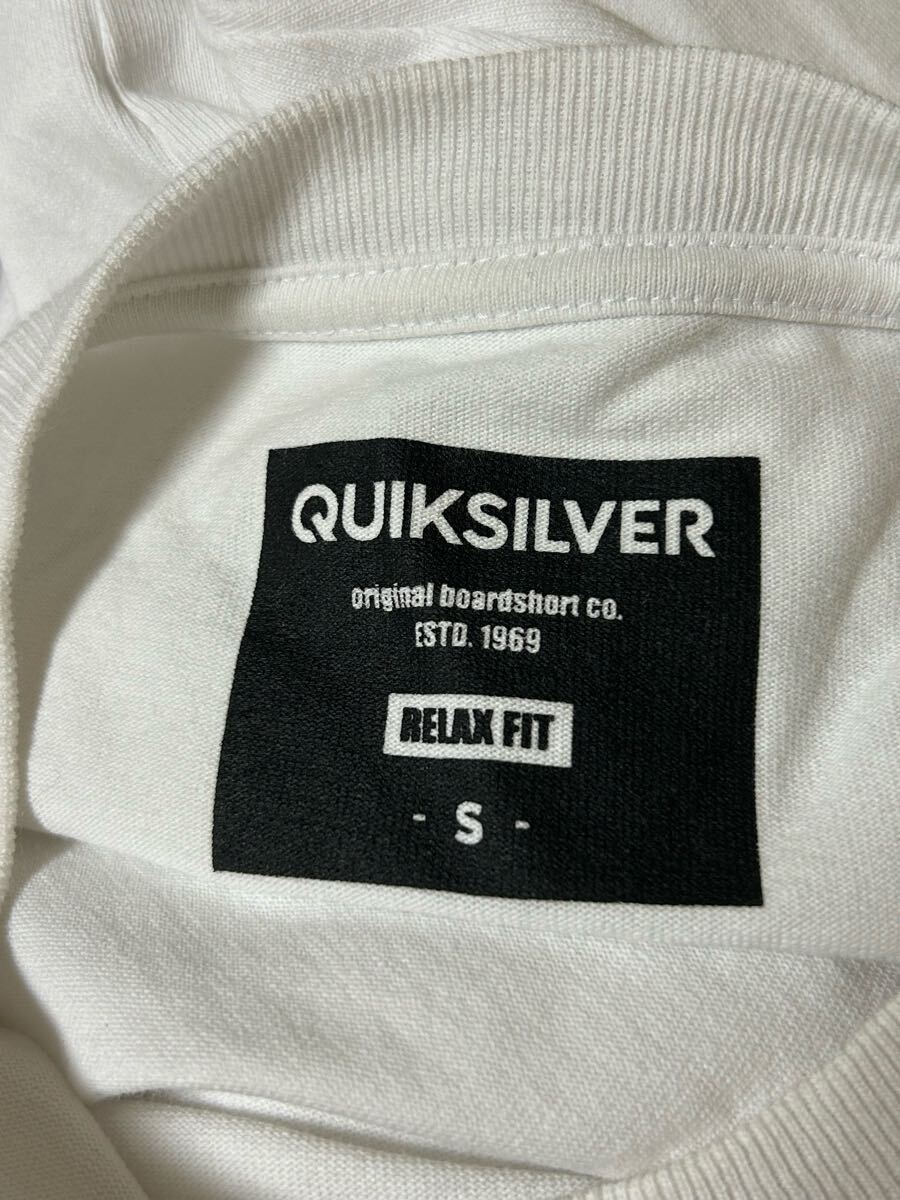 QUIKSILVER
original boardshort co.
ESTD. 1969
RELAX FIT
- S -